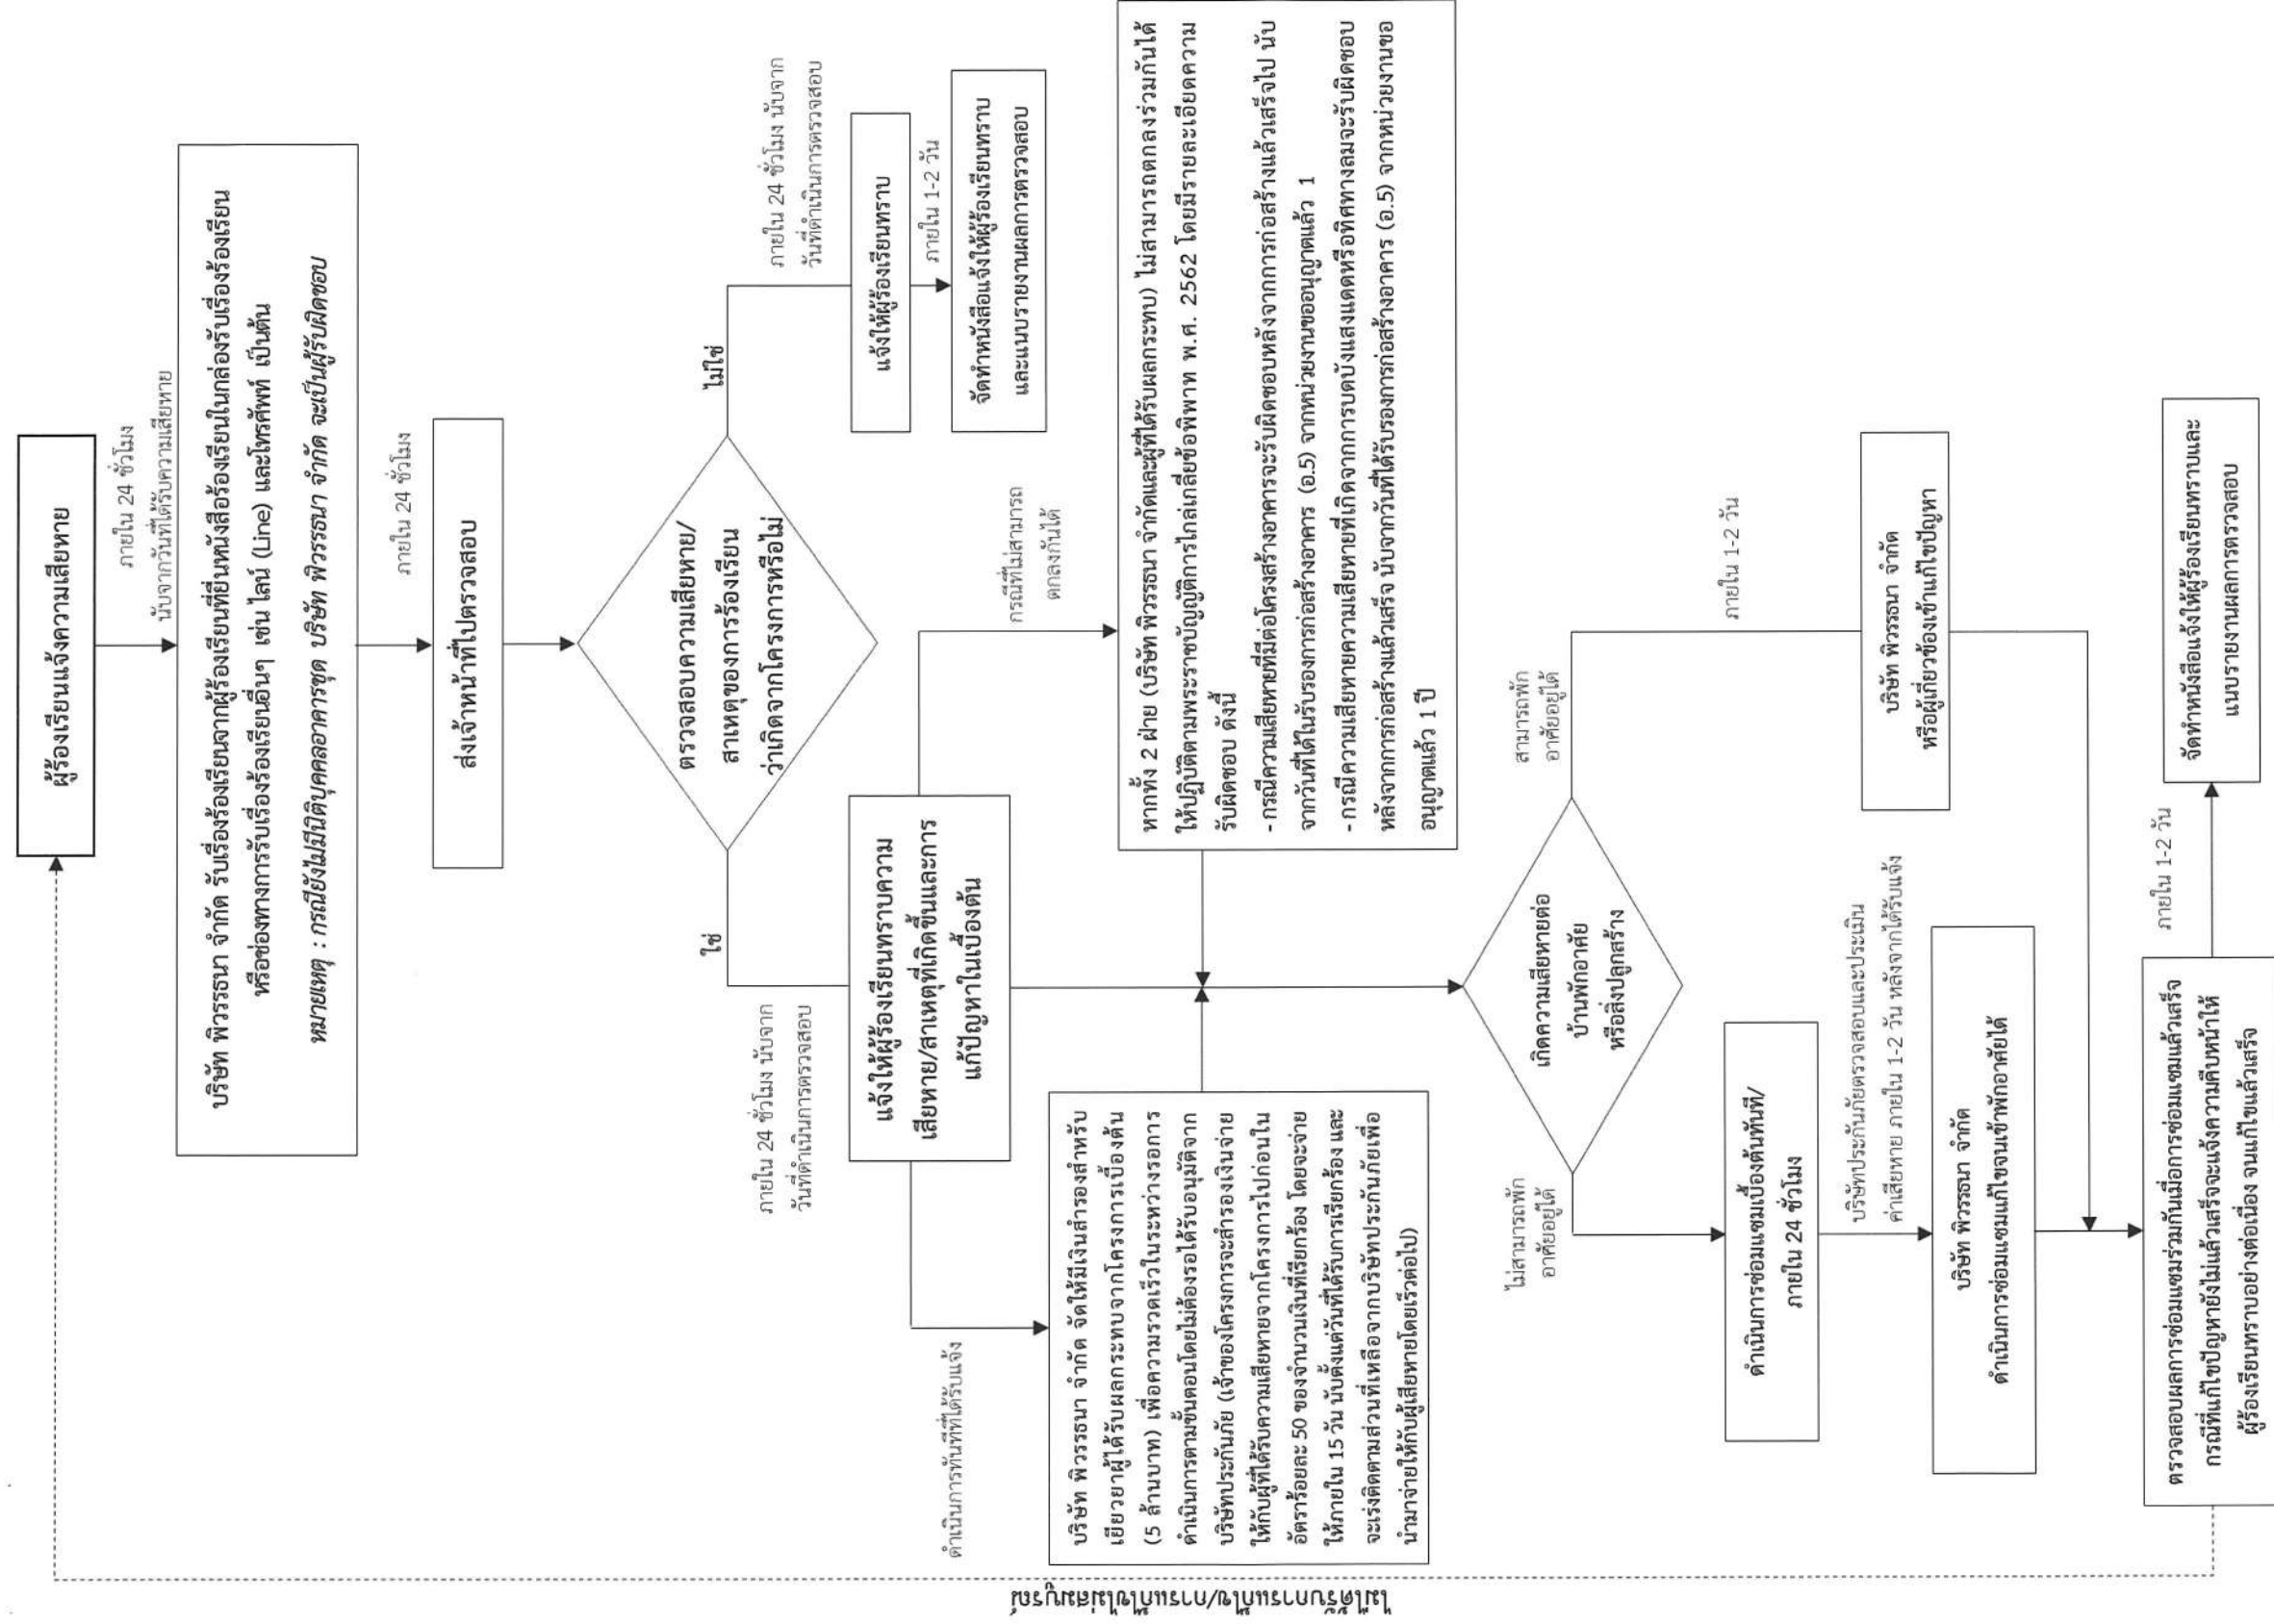 ผู้ร้องเรียนแจ้งความเสียหาย
ภายใน 24 ชั่วโมง
นับจากวันที่ได้รับความเสียหาย
บริษัท พิวรรธนา จำกัด รับเรื่องร้องเรียนจากผู้ร้องเรียนที่ยื่นหนังสือร้องเรียนในกล่องรับเรื่องร้องเรียน
หรือช่องทางการรับเรื่องร้องเรียนอื่นๆ เช่น ไลน์ (Line) และโทรศัพท์ เป็นต้น
หมายเหตุ : กรณียังไม่มีนิติบุคคลอาคารชุด บริษัท พิวรรธนา จำกัด จะเป็นผู้รับผิดชอบ
ภายใน 24 ชั่วโมง
ส่งเจ้าหน้าที่ไปตรวจสอบ
ตรวจสอบความเสียหาย/
สาเหตุของการร้องเรียน
ว่าเกิดจากโครงการหรือไม่
ใช่
ไม่ใช่
ภายใน 24 ชั่วโมง นับจาก
วันที่ดำเนินการตรวจสอบ
ภายใน 24 ชั่วโมง นับจาก
วันที่ดำเนินการตรวจสอบ
แจ้งให้ผู้ร้องเรียนทราบความ
เสียหาย/สาเหตุที่เกิดขึ้นและการ
แก้ปัญหาในเบื้องต้น
แจ้งให้ผู้ร้องเรียนทราบ
ภายใน 1-2 วัน
จัดทำหนังสือแจ้งให้ผู้ร้องเรียนทราบ
และแนบรายงานผลการตรวจสอบ
ดำเนินการทันทีที่ได้รับแจ้ง
กรณีที่ไม่สามารถ
ตกลงกันได้
บริษัท พิวรรธนา จำกัด จัดให้มีเงินสำรองสำหรับ
เยียวยาผู้ได้รับผลกระทบจากโครงการเบื้องต้น
(5 ล้านบาท) เพื่อความรวดเร็วในระหว่างรอการ
ดำเนินการตามขั้นตอนโดยไม่ต้องรอได้รับอนุมัติจาก
บริษัทประกันภัย (เจ้าของโครงการจะสำรองเงินจ่าย
ให้กับผู้ที่ได้รับความเสียหายจากโครงการไปก่อนใน
อัตราร้อยละ 50 ของจำนวนเงินที่เรียกร้อง โดยจะจ่าย
ให้ภายใน 15 วัน นับตั้งแต่วันที่ได้รับการเรียกร้อง และ
จะเร่งติดตามส่วนที่เหลือจากบริษัทประกันภัยเพื่อ
นำมาจ่ายให้กับผู้เสียหายโดยเร็วต่อไป)
หากทั้ง 2 ฝ่าย (บริษัท พิวรรธนา จำกัดและผู้ที่ได้รับผลกระทบ) ไม่สามารถตกลงร่วมกันได้
ให้ปฏิบัติตามพระราชบัญญัติการไกล่เกลี่ยข้อพิพาท พ.ศ. 2562 โดยมีรายละเอียดความ
รับผิดชอบ ดังนี้
- กรณีความเสียหายที่มีต่อโครงสร้างอาคารจะรับผิดชอบหลังจากการก่อสร้างแล้วเสร็จไป นับ
จากวันที่ได้ใบรับรองการก่อสร้างอาคาร (อ.5) จากหน่วยงานขออนุญาตแล้ว 1
- กรณีความเสียหายความเสียหายที่เกิดจากการบดบังแสงแดดหรือทิศทางลมจะรับผิดชอบ
หลังจากการก่อสร้างแล้วเสร็จ นับจากวันที่ได้รับรองการก่อสร้างอาคาร (อ.5) จากหน่วยงานขอ
อนุญาตแล้ว 1 ปี
เกิดความเสียหายต่อ
บ้านพักอาศัย
หรือสิ่งปลูกสร้าง
ไม่สามารถพัก
อาศัยอยู่ได้
สามารถพัก
อาศัยอยู่ได้
ดำเนินการซ่อมแซมเบื้องต้นทันที/
ภายใน 24 ชั่วโมง
ภายใน 1-2 วัน
บริษัทประกันภัยตรวจสอบและประเมิน
ค่าเสียหาย ภายใน 1-2 วัน หลังจากได้รับแจ้ง
บริษัท พิวรรธนา จำกัด
หรือผู้เกี่ยวข้องเข้าแก้ไขปัญหา
บริษัท พิวรรธนา จำกัด
ดำเนินการซ่อมแซมแก้ไขจนเข้าพักอาศัยได้
ตรวจสอบผลการซ่อมแซมร่วมกันเมื่อการซ่อมแซมแล้วเสร็จ
กรณีที่แก้ไขปัญหายังไม่แล้วเสร็จจะแจ้งความคืบหน้าให้
ผู้ร้องเรียนทราบอย่างต่อเนื่อง จนแก้ไขแล้วเสร็จ
ภายใน 1-2 วัน
จัดทำหนังสือแจ้งให้ผู้ร้องเรียนทราบและ
แนบรายงานผลการตรวจสอบ
ไม่ได้รับการแก้ไข/การแก้ไขไม่สมบูรณ์